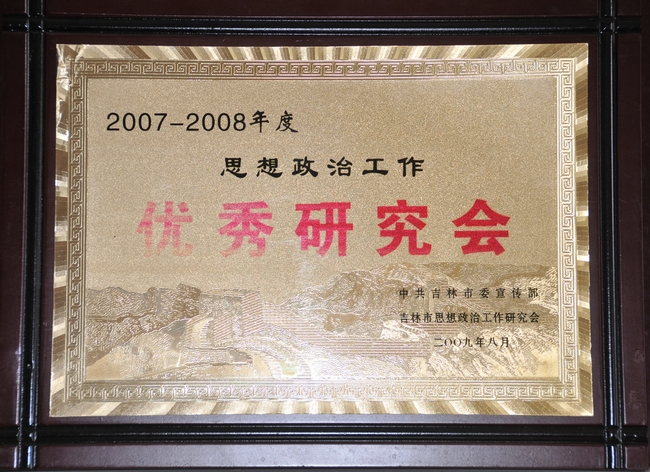 2007-2008年度
思想政治工作
优秀研究会
中共吉林市委宣传部
吉林市思想政治工作研究会
二〇〇九年八月